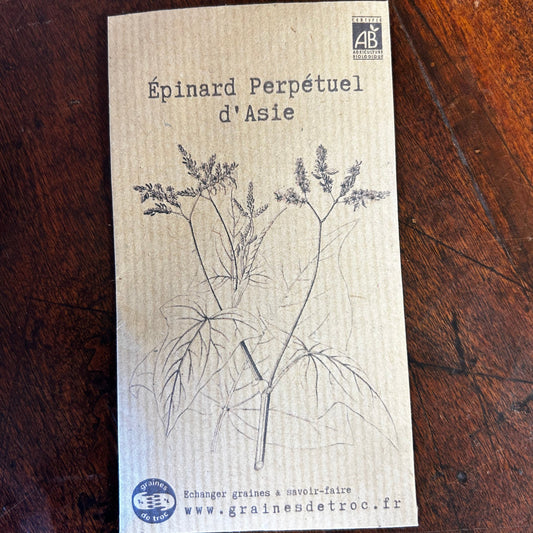 CERTIFIÉ
AB
AGRICULTURE
BIOLOGIQUE
Épinard Perpétuel
d'Asie
graines
de troc
Echanger graines & savoir-faire
www.grainesdetroc.fr